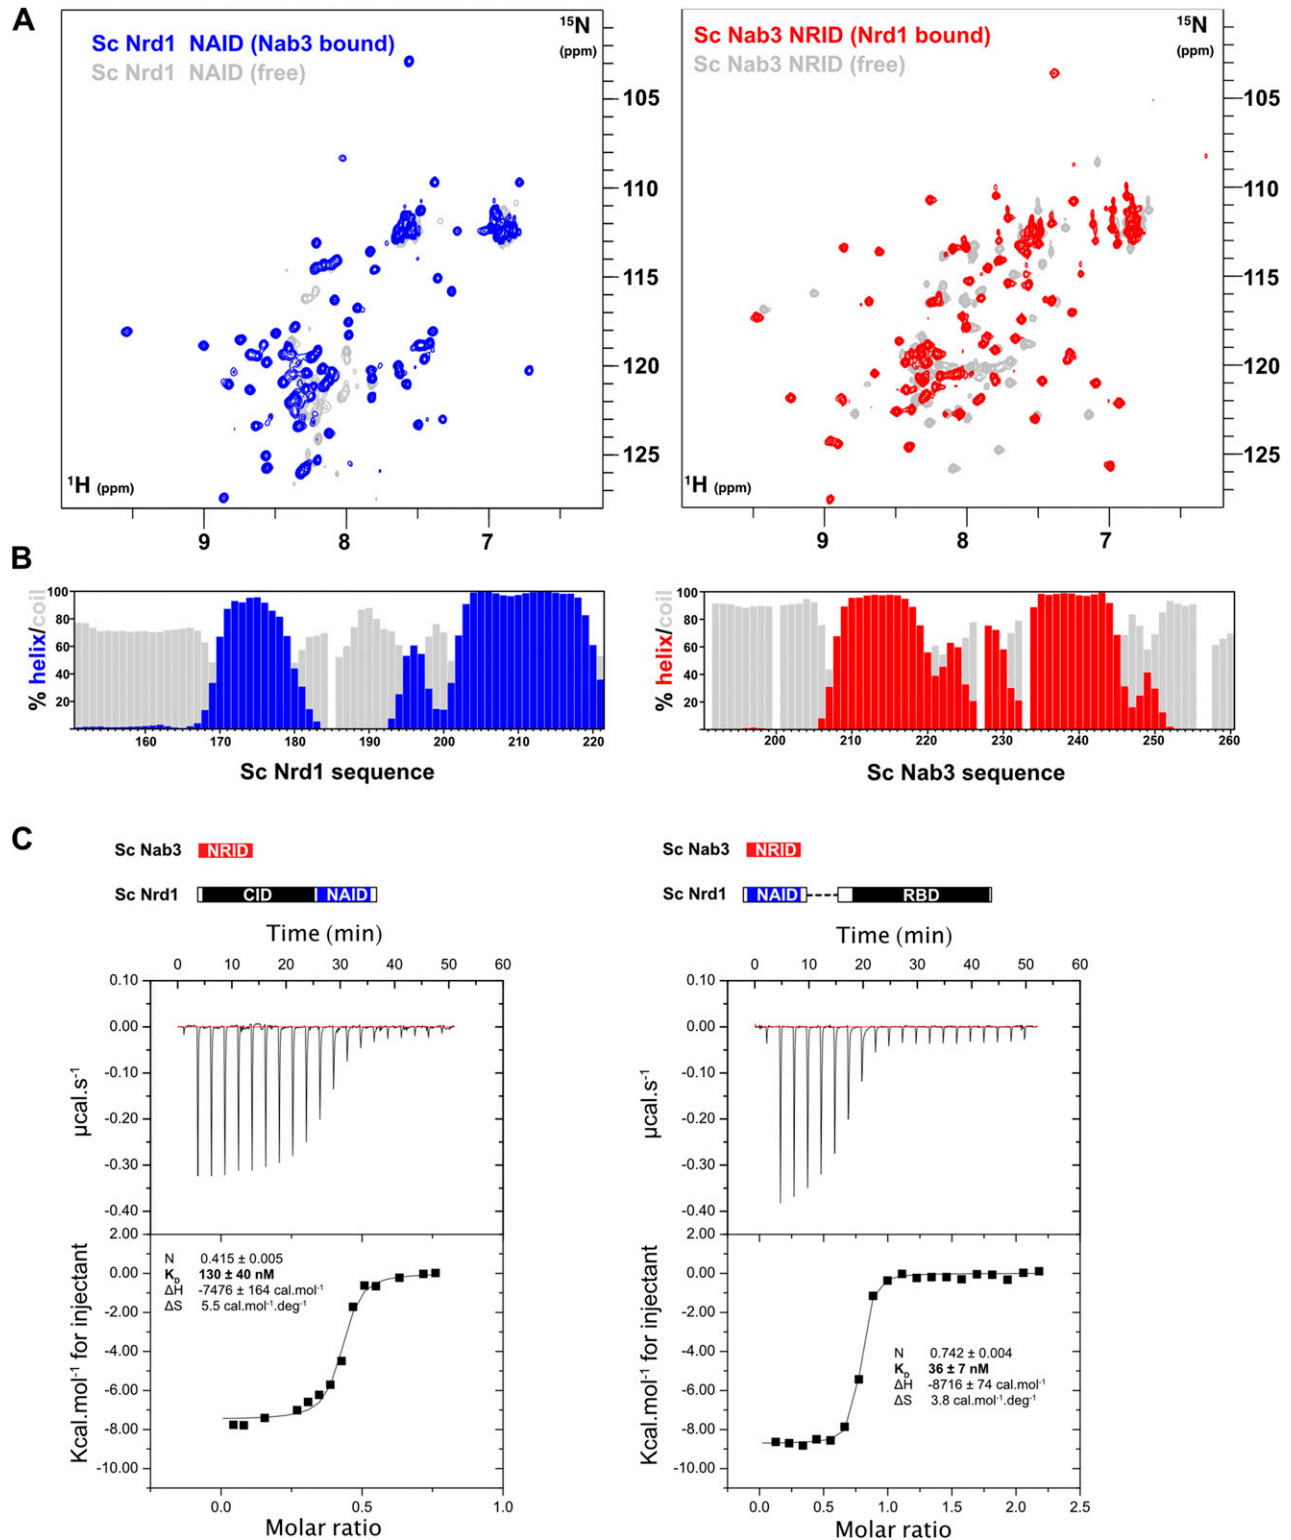 A
Sc Nrd1 NAID (Nab3 bound)
Sc Nrd1 NAID (free)
15N
(ppm)
105
110
115
120
125
1H (ppm)
9 8 7
Sc Nab3 NRID (Nrd1 bound)
Sc Nab3 NRID (free)
15N
(ppm)
105
110
115
120
125
1H (ppm)
9 8 7
B
% helix/coil
100
80
60
40
20
160 170 180 190 200 210 220
Sc Nrd1 sequence
% helix/coil
100
80
60
40
20
200 210 220 230 240 250 260
Sc Nab3 sequence
C
Sc Nab3 NRID
Sc Nrd1 CID NAID
Time (min)
0 10 20 30 40 50 60
0.10
0.00
-0.10
-0.20
-0.30
-0.40
µcal.s-1
2.00
0.00
-2.00
-4.00
-6.00
-8.00
-10.00
Kcal.mol-1 for injectant
N 0.415 ± 0.005
KD 130 ± 40 nM
ΔH -7476 ± 164 cal.mol-1
ΔS 5.5 cal.mol-1.deg-1
0.0 0.5 1.0
Molar ratio
Sc Nab3 NRID
Sc Nrd1 NAID RBD
Time (min)
0 10 20 30 40 50 60
0.10
0.00
-0.10
-0.20
-0.30
-0.40
µcal.s-1
2.00
0.00
-2.00
-4.00
-6.00
-8.00
-10.00
Kcal.mol-1 for injectant
N 0.742 ± 0.004
KD 36 ± 7 nM
ΔH -8716 ± 74 cal.mol-1
ΔS 3.8 cal.mol-1.deg-1
0.0 0.5 1.0 1.5 2.0 2.5
Molar ratio